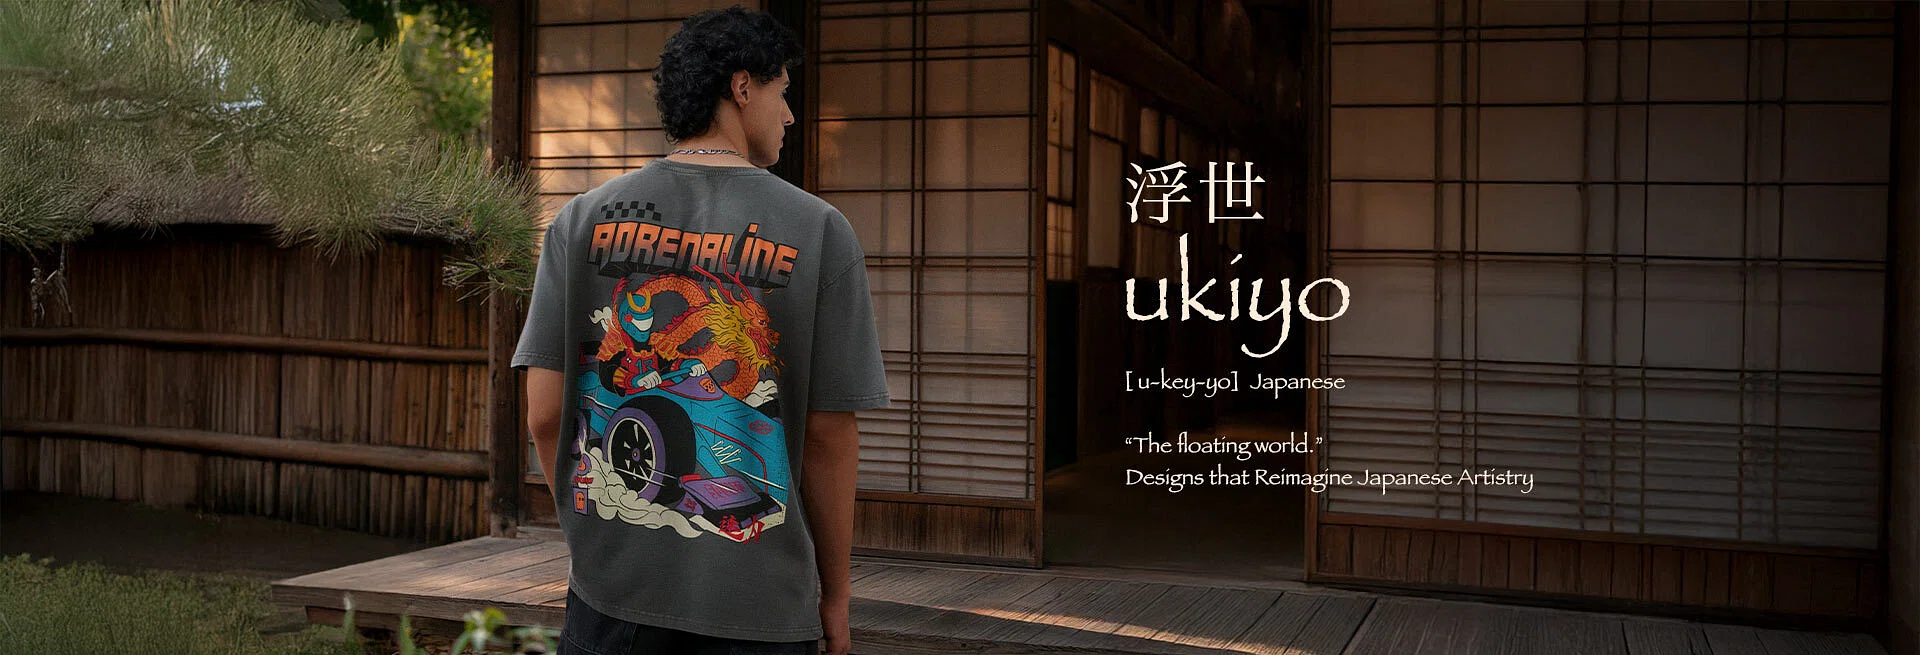 ADRENALINE
浮世
ukiyo
[ u-key-yo] Japanese
“The floating world.”
Designs that Reimagine Japanese Artistry